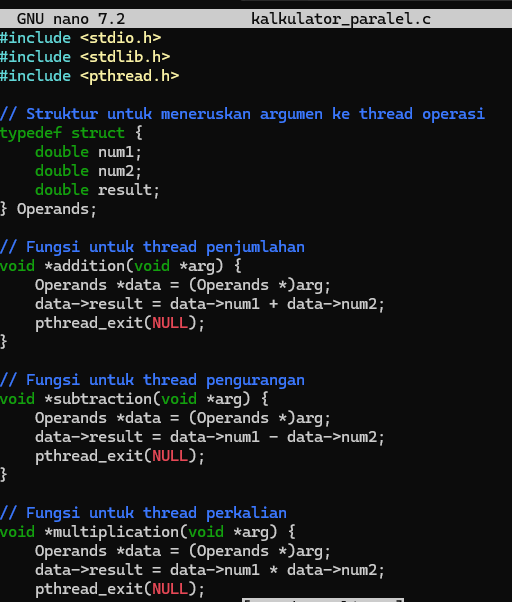 GNU nano 7.2 kalkulator_paralel.c
#include <stdio.h>
#include <stdlib.h>
#include <pthread.h>
// Struktur untuk meneruskan argumen ke thread operasi
typedef struct {
    double num1;
    double num2;
    double result;
} Operands;
// Fungsi untuk thread penjumlahan
void *addition(void *arg) {
    Operands *data = (Operands *)arg;
    data->result = data->num1 + data->num2;
    pthread_exit(NULL);
}
// Fungsi untuk thread pengurangan
void *subtraction(void *arg) {
    Operands *data = (Operands *)arg;
    data->result = data->num1 - data->num2;
    pthread_exit(NULL);
}
// Fungsi untuk thread perkalian
void *multiplication(void *arg) {
    Operands *data = (Operands *)arg;
    data->result = data->num1 * data->num2;
    pthread_exit(NULL);